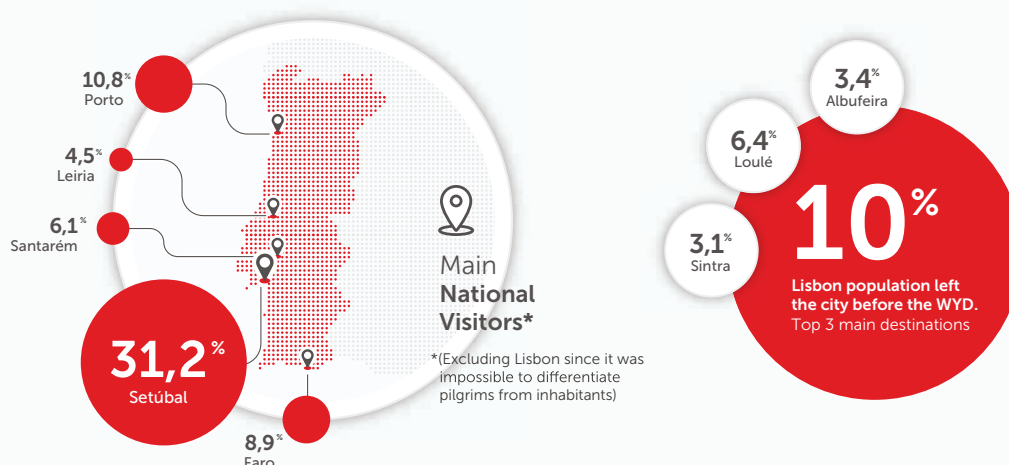 10,8%
Porto
4,5%
Leiria
6,1%
Santarém
31,2%
Setúbal
8,9%
Faro
Main
National
Visitors*
*(Excluding Lisbon since it was
impossible to differentiate
pilgrims from inhabitants)
3,4%
Albufeira
6,4%
Loulé
3,1%
Sintra
10%
Lisbon population left
the city before the WYD.
Top 3 main destinations